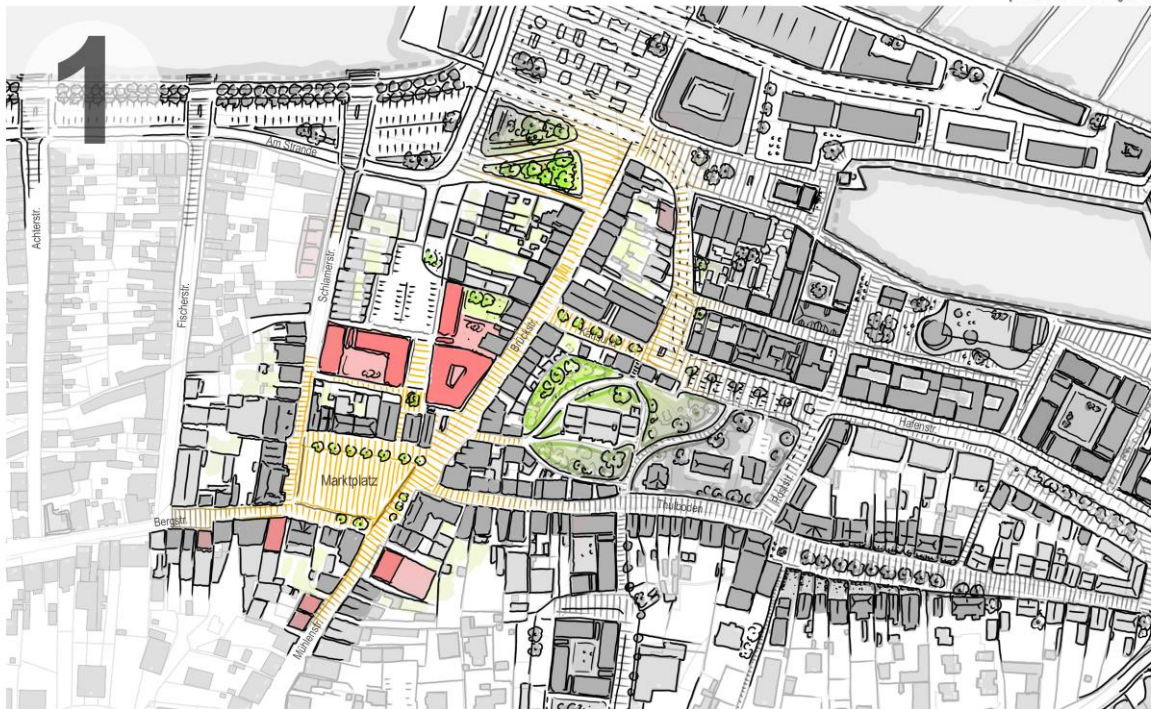 1
Am Strande
Achterstr.
Fischerstr.
Schlamerstr.
Brückstr.
Marktplatz
Bergstr.
Mühlenstr.
Thulboden
Hafenstr.